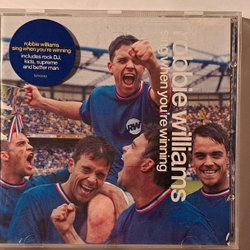 robbie williams
sing when you're winning
includes rock DJ,
kids, supreme
and better man
robbie williams
sing when you're winning